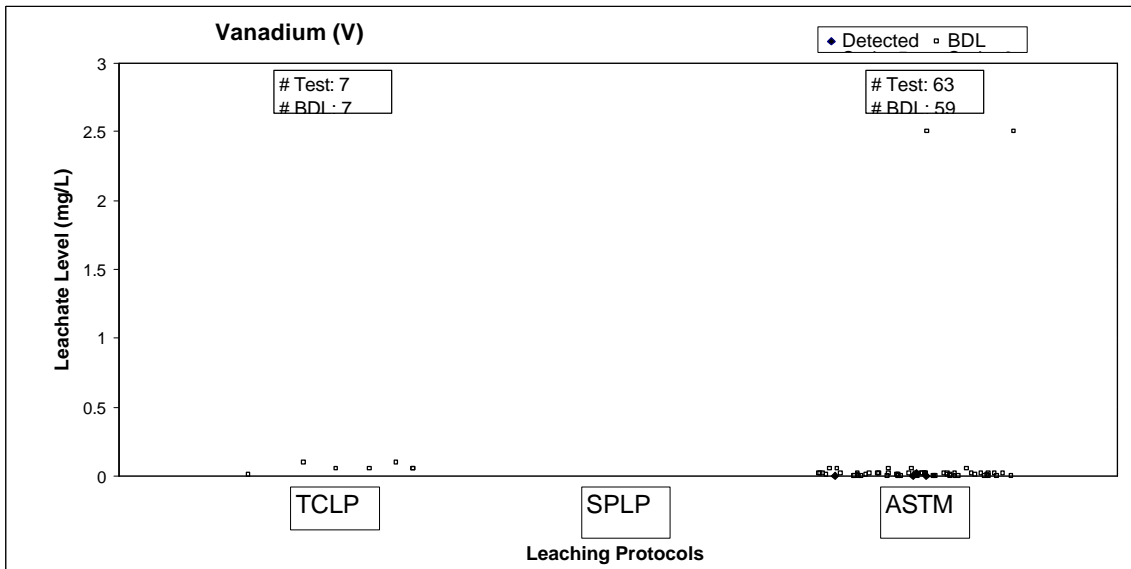 Vanadium (V)
Detected BDL
3
# Test: 7
# BDL: 7
# Test: 63
# BDL: 59
2.5
2
1.5
1
0.5
0
Leachate Level (mg/L)
TCLP
SPLP
ASTM
Leaching Protocols